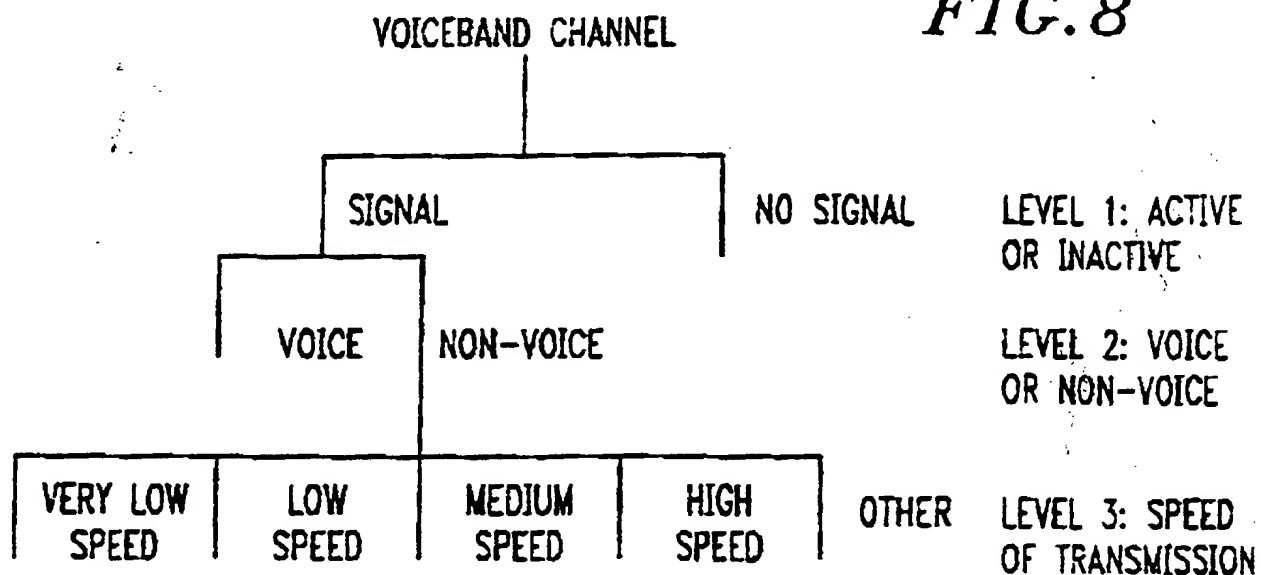 FIG. 8
VOICEBAND CHANNEL
SIGNAL
NO SIGNAL
LEVEL 1: ACTIVE
OR INACTIVE
VOICE
NON-VOICE
LEVEL 2: VOICE
OR NON-VOICE
VERY LOW
SPEED
LOW
SPEED
MEDIUM
SPEED
HIGH
SPEED
OTHER
LEVEL 3: SPEED
OF TRANSMISSION